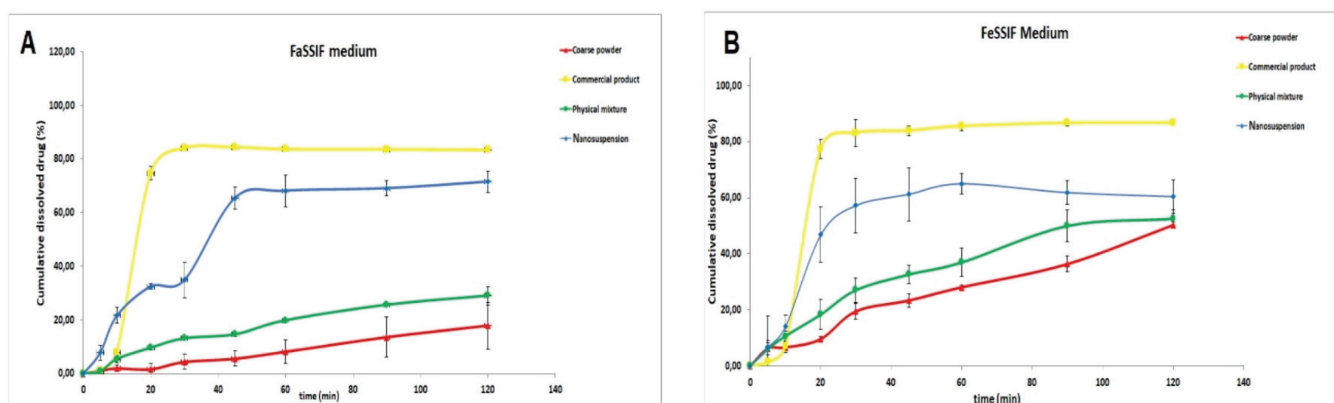 A
FaSSIF medium
120,00
100,00
80,00
60,00
40,00
20,00
0,00
Cumulative dissolved drug (%)
0 20 40 60 80 100 120 140
time (min)
Coarse powder
Commercial product
Physical mixture
Nanosuspension
B
FeSSIF Medium
100,00
80,00
60,00
40,00
20,00
0,00
Cumulative dissolved drug (%)
0 20 40 60 80 100 120 140
time (min)
Coarse powder
Commercial product
Physical mixture
Nanosuspension